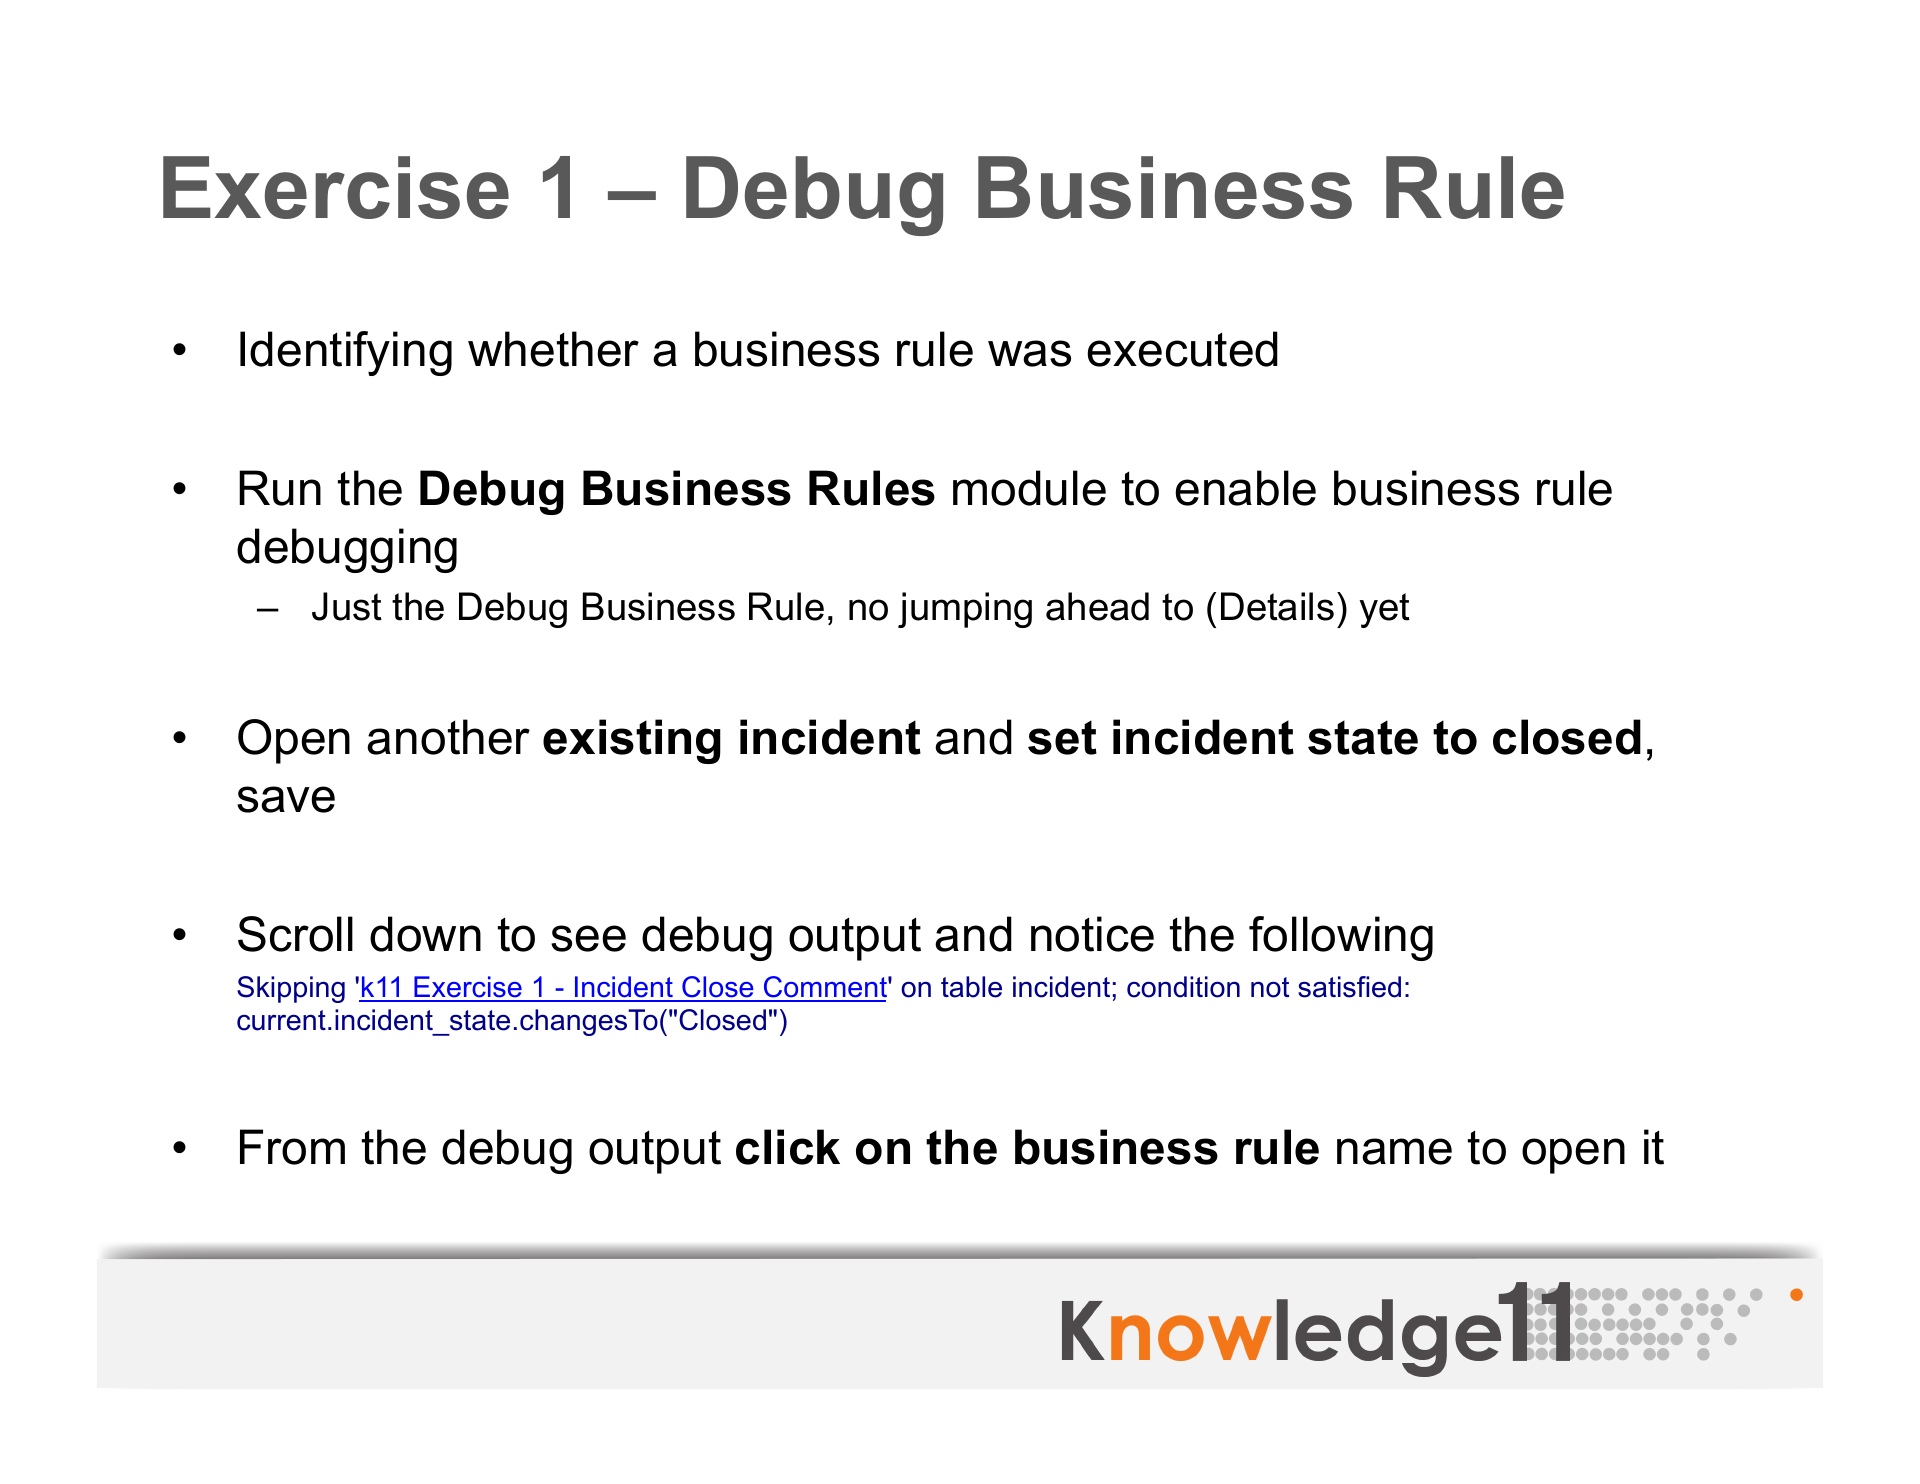 Exercise 1 – Debug Business Rule
• Identifying whether a business rule was executed
• Run the Debug Business Rules module to enable business rule
debugging
– Just the Debug Business Rule, no jumping ahead to (Details) yet
• Open another existing incident and set incident state to closed,
save
• Scroll down to see debug output and notice the following
Skipping 'k11 Exercise 1 - Incident Close Comment' on table incident; condition not satisfied:
current.incident_state.changesTo("Closed")
• From the debug output click on the business rule name to open it
Knowledge11